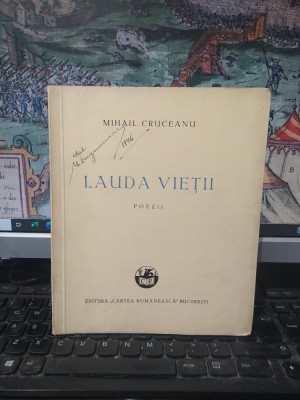 MIHAIL CRUCEANU
1946
LAUDA VIEȚII
POEZII
EDITURA „CARTEA ROMÂNEASCĂ" BUCUREȘTI